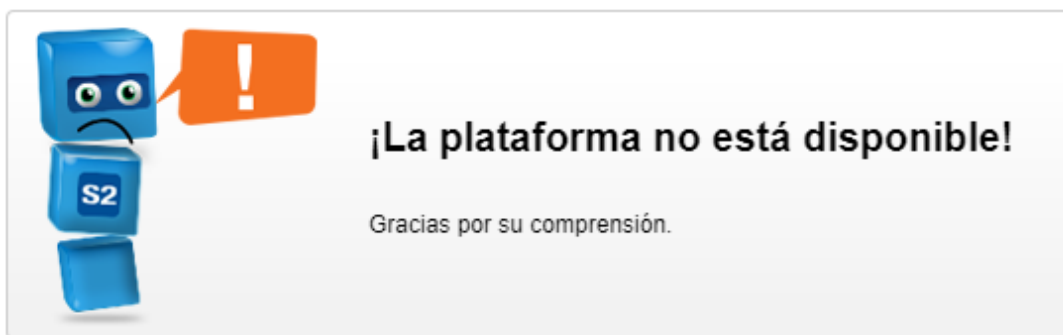 !
¡La plataforma no está disponible!
S2
Gracias por su comprensión.